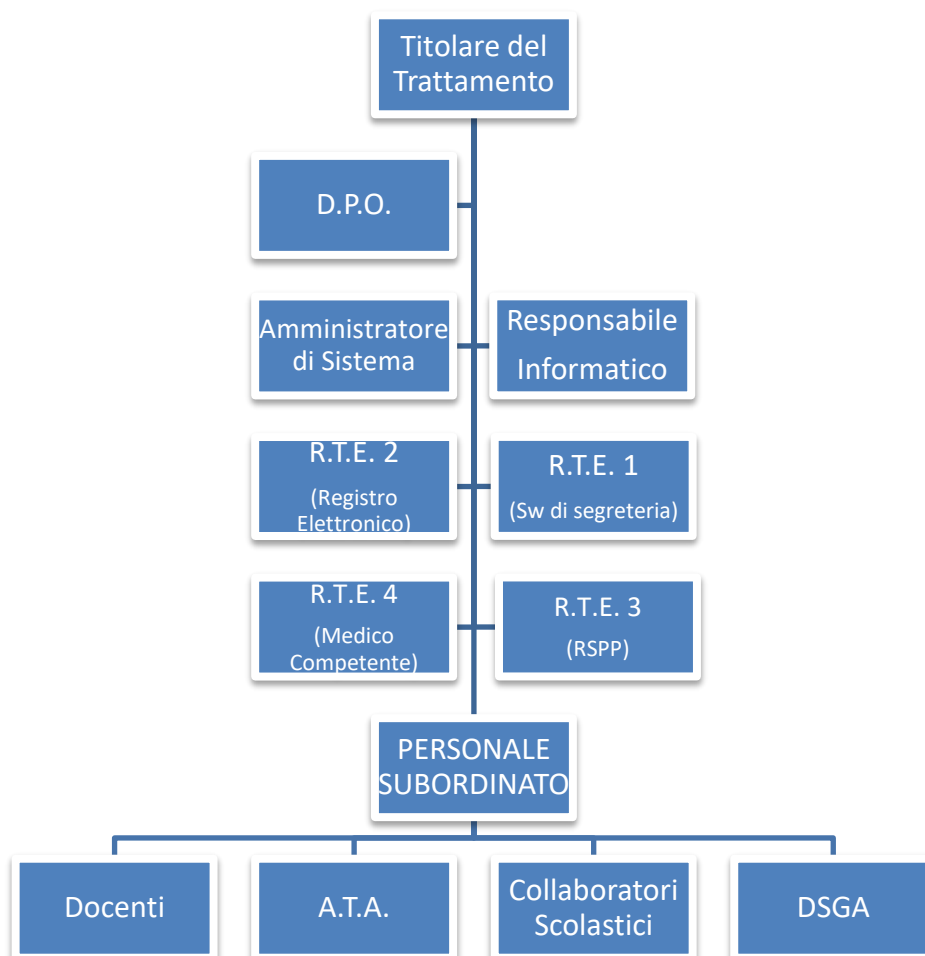 Titolare del
Trattamento
D.P.O.
Amministratore
di Sistema
Responsabile
Informatico
R.T.E. 2
(Registro
Elettronico)
R.T.E. 1
(Sw di segreteria)
R.T.E. 4
(Medico
Competente)
R.T.E. 3
(RSPP)
PERSONALE
SUBORDINATO
Docenti
A.T.A.
Collaboratori
Scolastici
DSGA